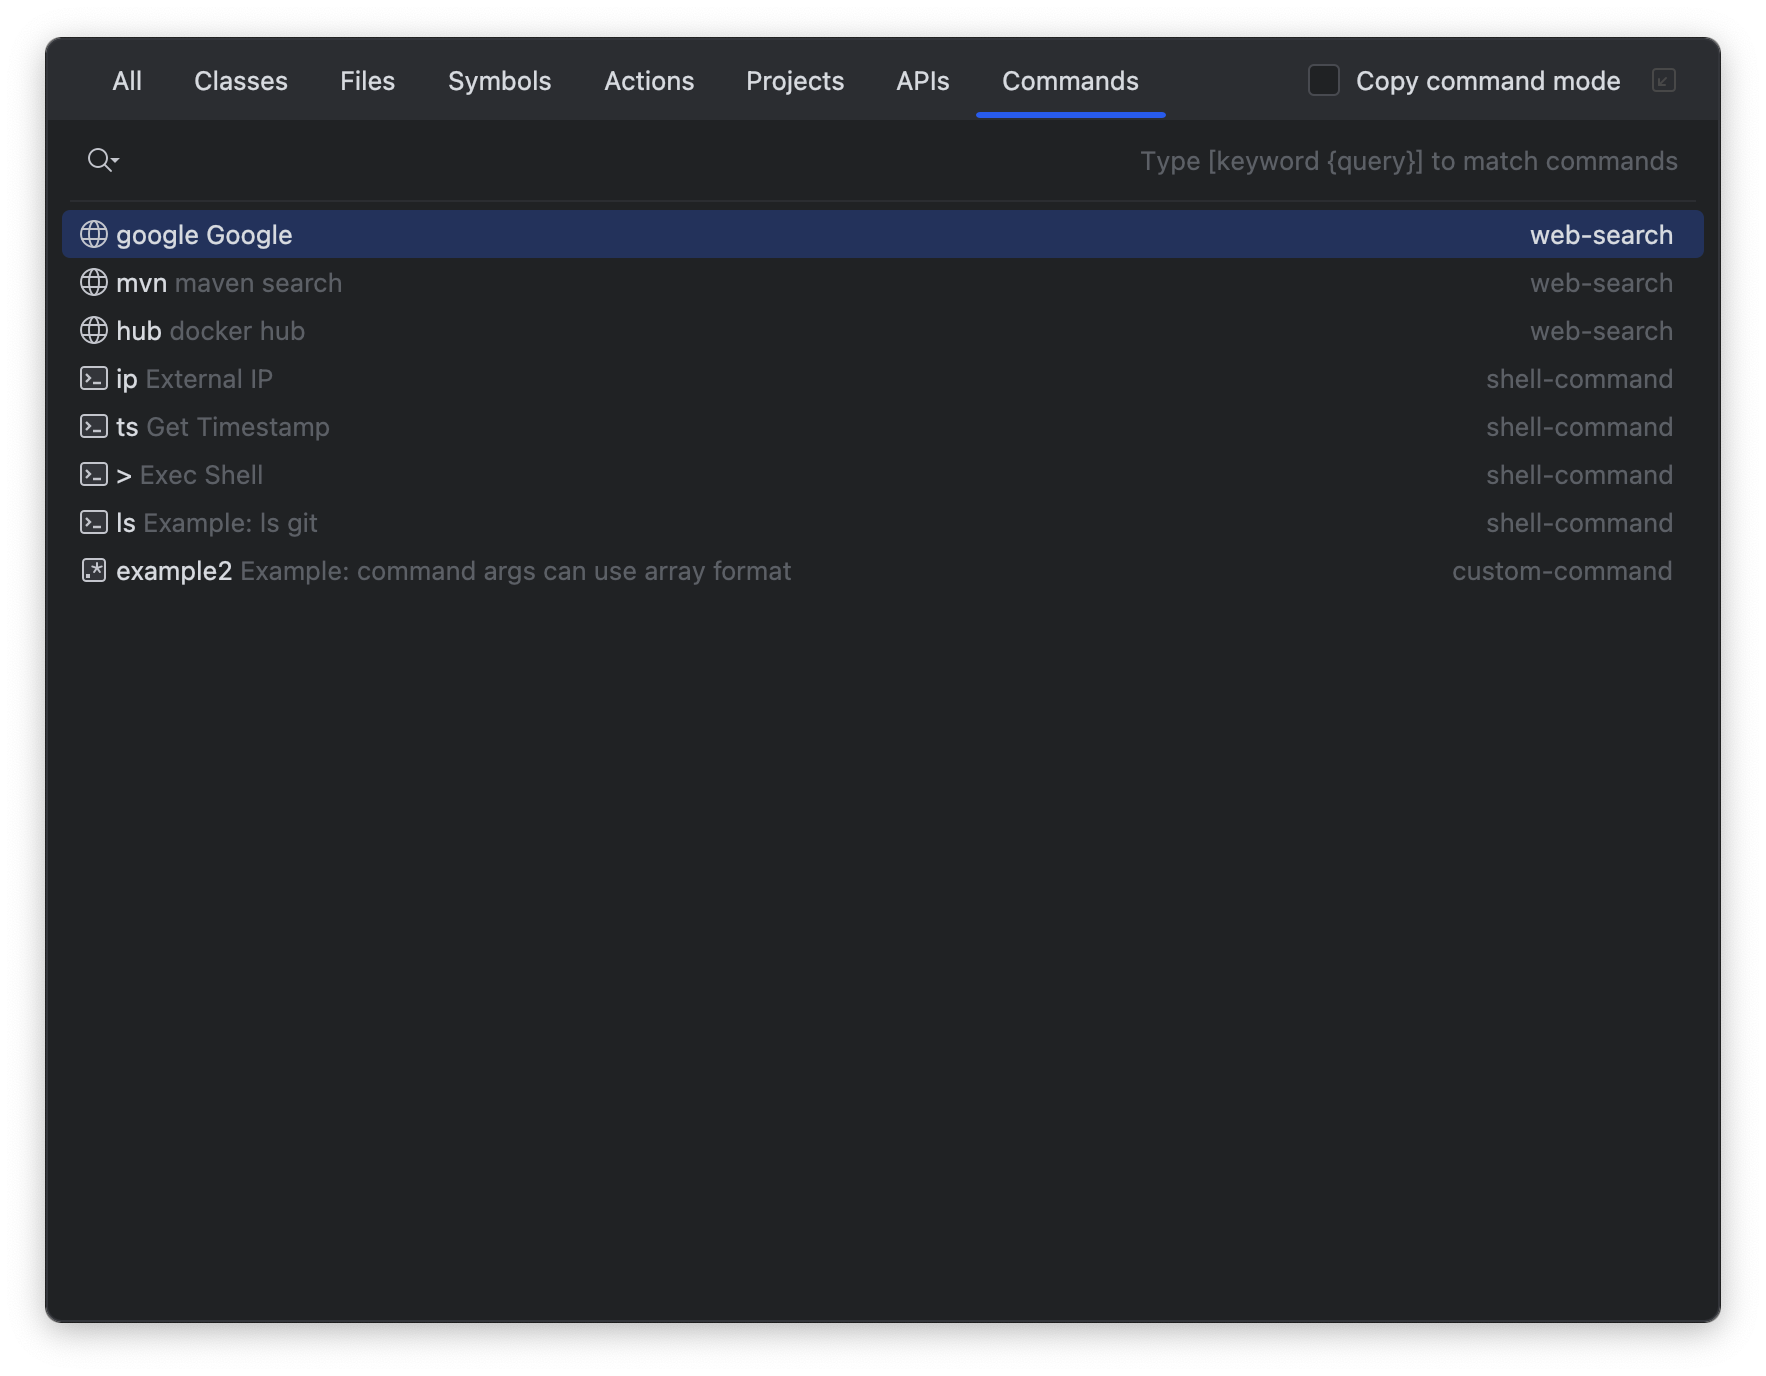 All Classes Files Symbols Actions Projects APIs Commands Copy command mode
Type [keyword {query}] to match commands
google Google web-search
mvn maven search web-search
hub docker hub web-search
ip External IP shell-command
ts Get Timestamp shell-command
> Exec Shell shell-command
ls Example: ls git shell-command
example2 Example: command args can use array format custom-command